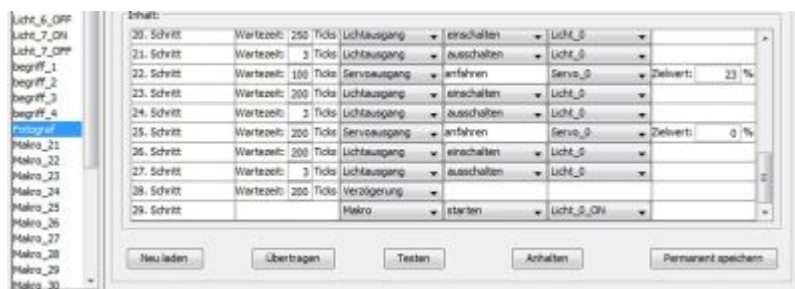 Licht_6_OFF
Licht_7_ON
Licht_7_OFF
begriff_1
begriff_2
begriff_3
begriff_4
Fotograf
Makro_21
Makro_22
Makro_23
Makro_24
Makro_25
Makro_26
Makro_27
Makro_28
Makro_29
Makro_30
Inhalt:
20. Schritt Wartezeit: 250 Ticks Lichtausgang einschalten Licht_0
21. Schritt Wartezeit: 3 Ticks Lichtausgang ausschalten Licht_0
22. Schritt Wartezeit: 100 Ticks Servoausgang anfahren Servo_0 Zielwert: 23 %
23. Schritt Wartezeit: 200 Ticks Lichtausgang einschalten Licht_0
24. Schritt Wartezeit: 3 Ticks Lichtausgang ausschalten Licht_0
25. Schritt Wartezeit: 200 Ticks Servoausgang anfahren Servo_0 Zielwert: 0 %
26. Schritt Wartezeit: 200 Ticks Lichtausgang einschalten Licht_0
27. Schritt Wartezeit: 3 Ticks Lichtausgang ausschalten Licht_0
28. Schritt Wartezeit: 200 Ticks Verzögerung
29. Schritt Makro starten Licht_0_ON
Neu laden Übertragen Testen Anhalten Permanent speichern